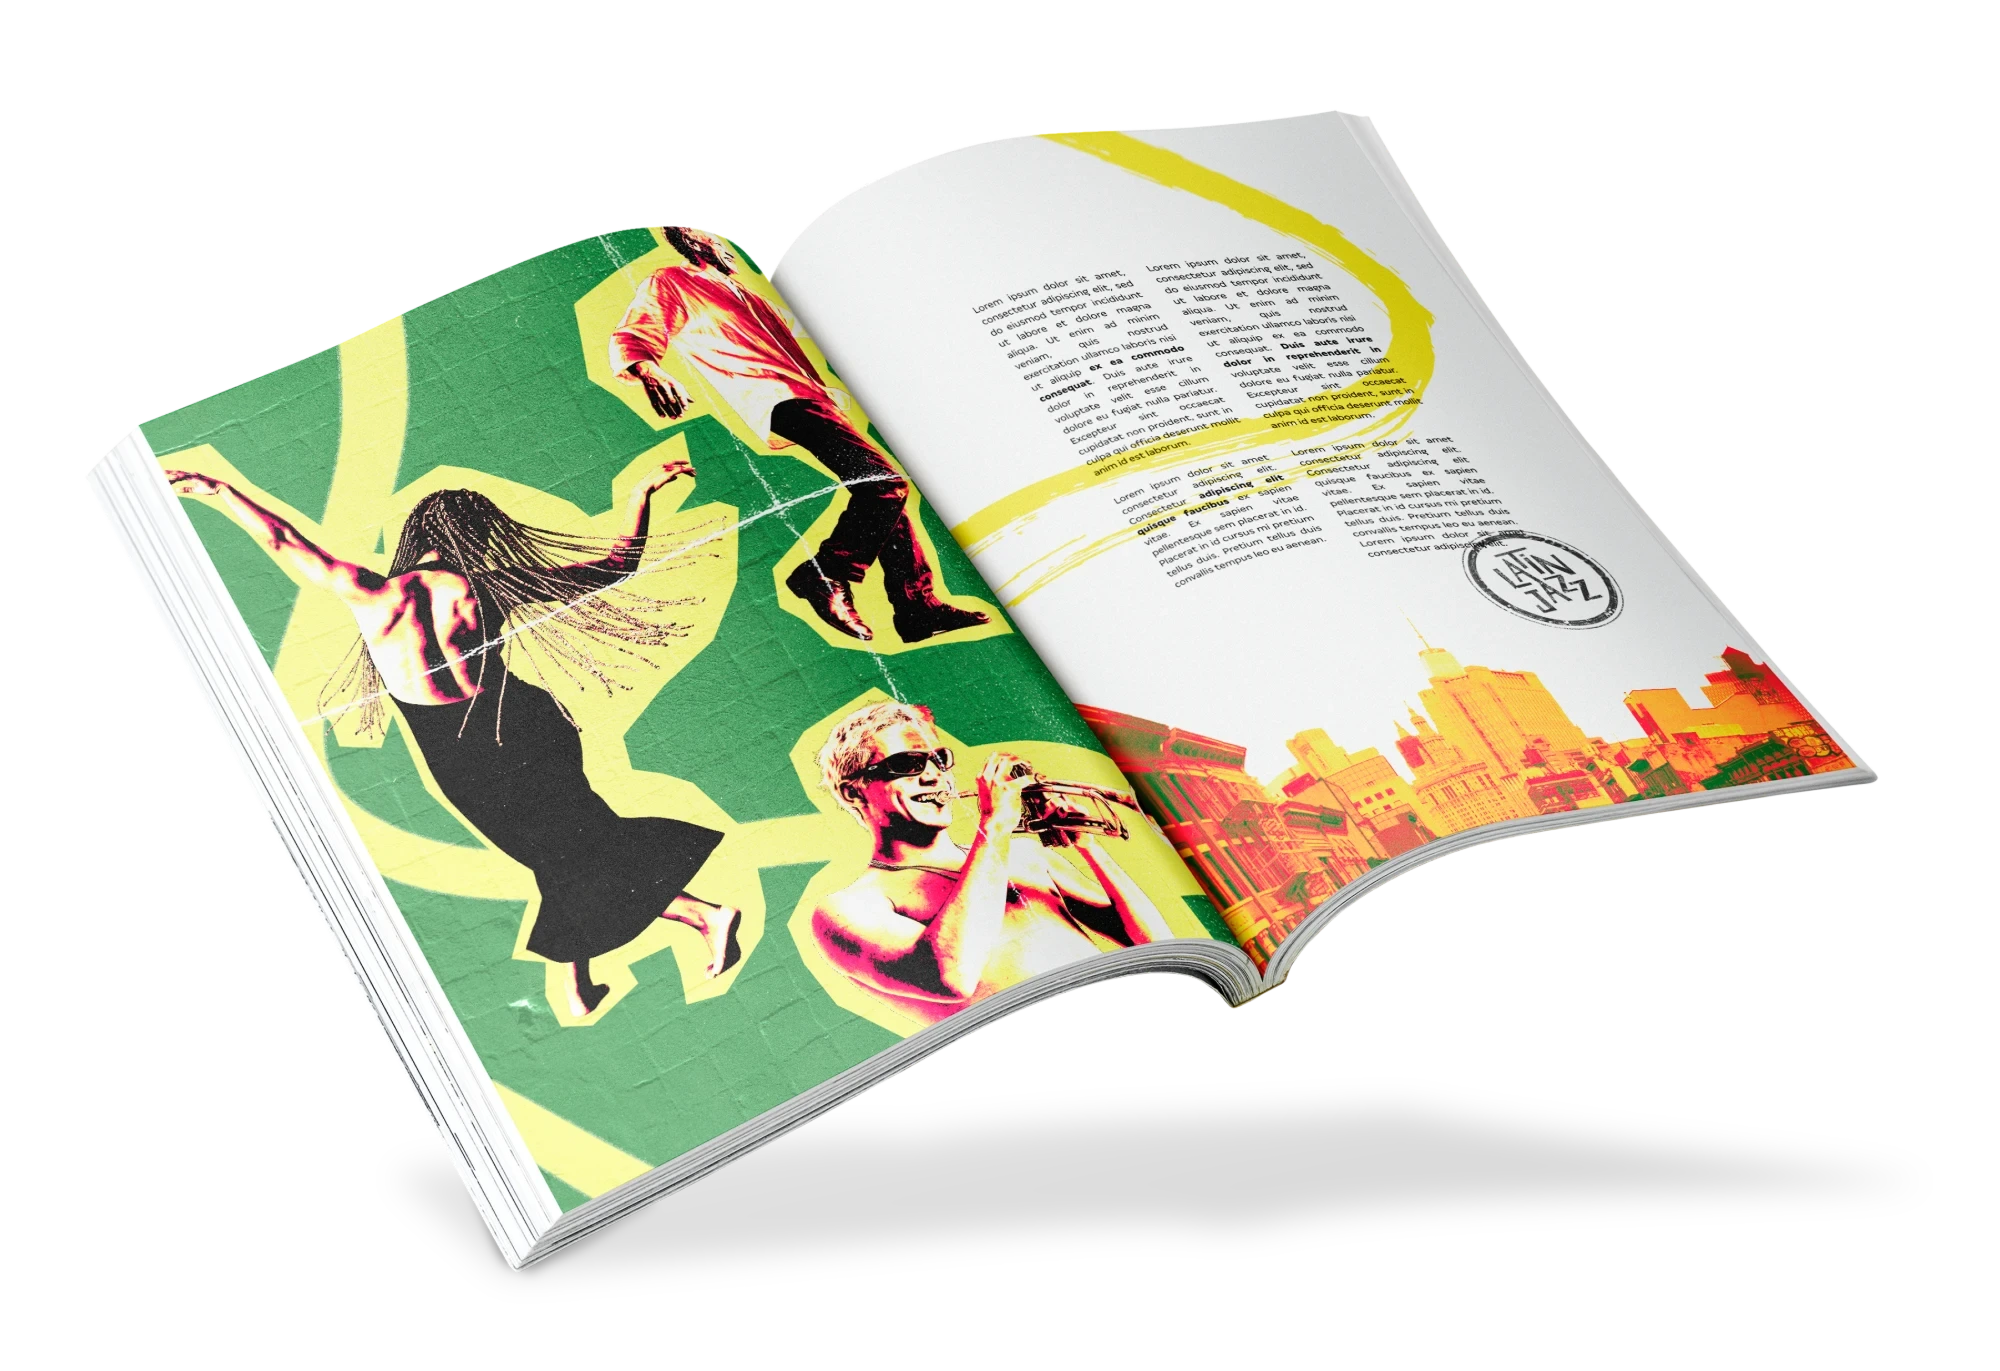 Lorem ipsum dolor sit amet,
consectetur adipiscing elit, sed
do eiusmod tempor incididunt
ut labore et dolore magna
aliqua. Ut enim ad minim
veniam, quis nostrud
exercitation ullamco laboris nisi
ut aliquip ex ea commodo
consequat. Duis aute irure
dolor in reprehenderit in
voluptate velit esse cillum
dolore eu fugiat nulla pariatur.
Excepteur sint occaecat
cupidatat non proident, sunt in
culpa qui officia deserunt mollit
anim id est laborum.
Lorem ipsum dolor sit amet,
consectetur adipiscing elit, sed
do eiusmod tempor incididunt
ut labore et dolore magna
aliqua. Ut enim ad minim
veniam, quis nostrud
exercitation ullamco laboris nisi
ut aliquip ex ea commodo
consequat. Duis aute irure
dolor in reprehenderit in
voluptate velit esse cillum
dolore eu fugiat nulla pariatur.
Excepteur sint occaecat
cupidatat non proident, sunt in
culpa qui officia deserunt mollit
anim id est laborum.
Lorem ipsum dolor sit amet
consectetur adipiscing elit.
Consectetur adipiscing elit
quisque faucibus ex sapien
vitae. Ex sapien vitae
pellentesque sem placerat in id.
Placerat in id cursus mi pretium
tellus duis. Pretium tellus duis
convallis tempus leo eu aenean.
Lorem ipsum dolor sit amet
consectetur adipiscing elit.
Consectetur adipiscing elit
quisque faucibus ex sapien
vitae. Ex sapien vitae
pellentesque sem placerat in id.
Placerat in id cursus mi pretium
tellus duis. Pretium tellus duis
convallis tempus leo eu aenean.
Lorem ipsum dolor sit amet
consectetur adipiscing elit.
LATIN
JAZZ